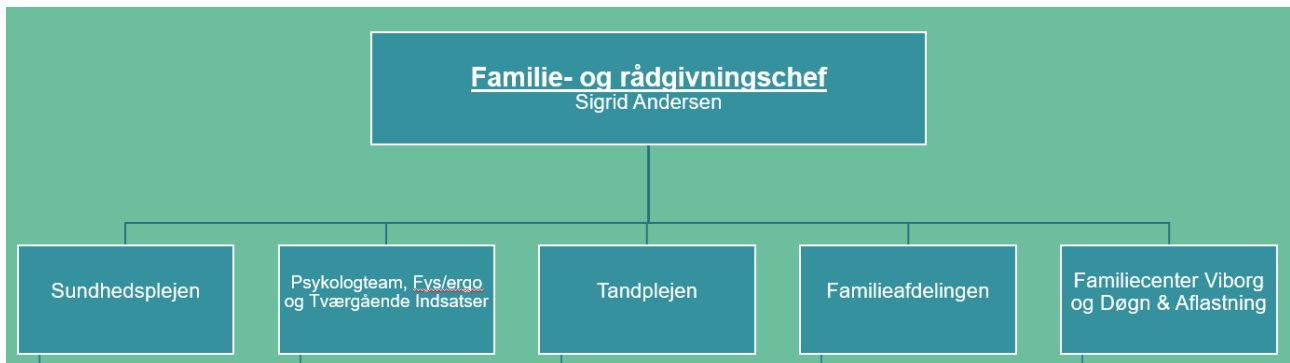 Familie- og rådgivningschef
Sigrid Andersen
Sundhedsplejen
Psykologteam, Fys/ergo
og Tværgående Indsatser
Tandplejen
Familieafdelingen
Familiecenter Viborg
og Døgn & Aflastning